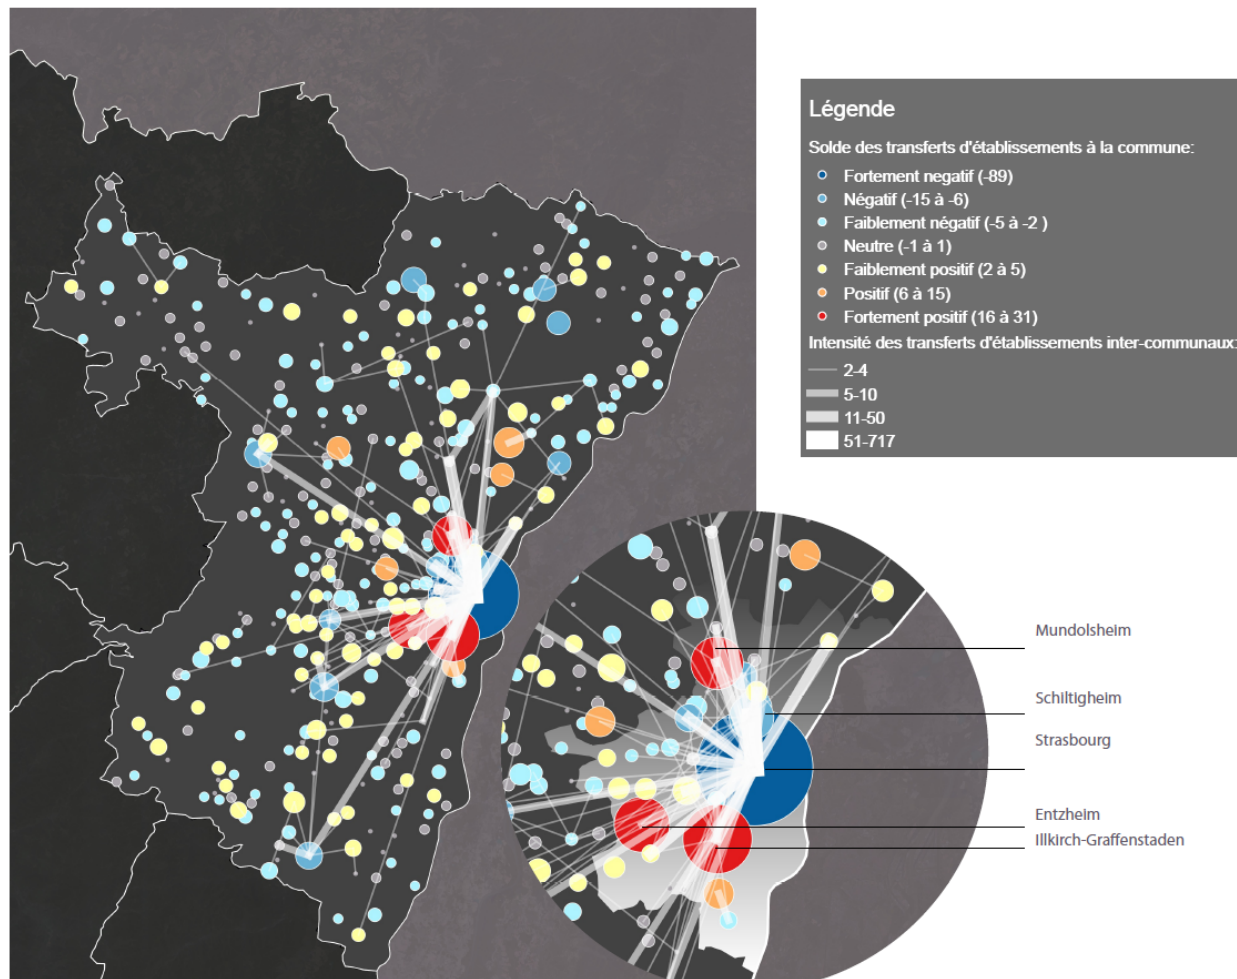 Légende
Solde des transferts d'établissements à la commune:
Fortement negatif (-89)
Négatif (-15 à -6)
Faiblement négatif (-5 à -2 )
Neutre (-1 à 1)
Faiblement positif (2 à 5)
Positif (6 à 15)
Fortement positif (16 à 31)
Intensité des transferts d'établissements inter-communaux:
2-4
5-10
11-50
51-717
Mundolsheim
Schiltigheim
Strasbourg
Entzheim
Illkirch-Graffenstaden